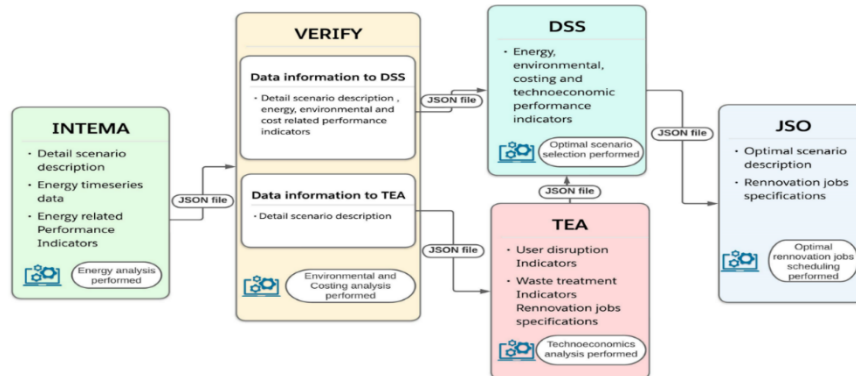 INTEMA
· Detail scenario
description
· Energy timeseries
data
· Energy related
Performance
Indicators
Energy analysis
performed
JSON file
VERIFY
Data information to DSS
· Detail scenario description ,
energy, environmental and
cost related performance
indicators
Data information to TEA
· Detail scenario description
Environmental and
Costing analysis
performed
JSON file
JSON file
DSS
· Energy,
environmental,
costing and
technoeconomic
performance
indicators
Optimal scenario
selection performed
JSON file
TEA
· User disruption
Indicators
· Waste treatment
Indicators
Rennovation jobs
specifications
Technoeconomics
analysis performed
JSON file
JSO
· Optimal scenario
description
· Rennovation jobs
specifications
Optimal
rennovation jobs
scheduling
performed